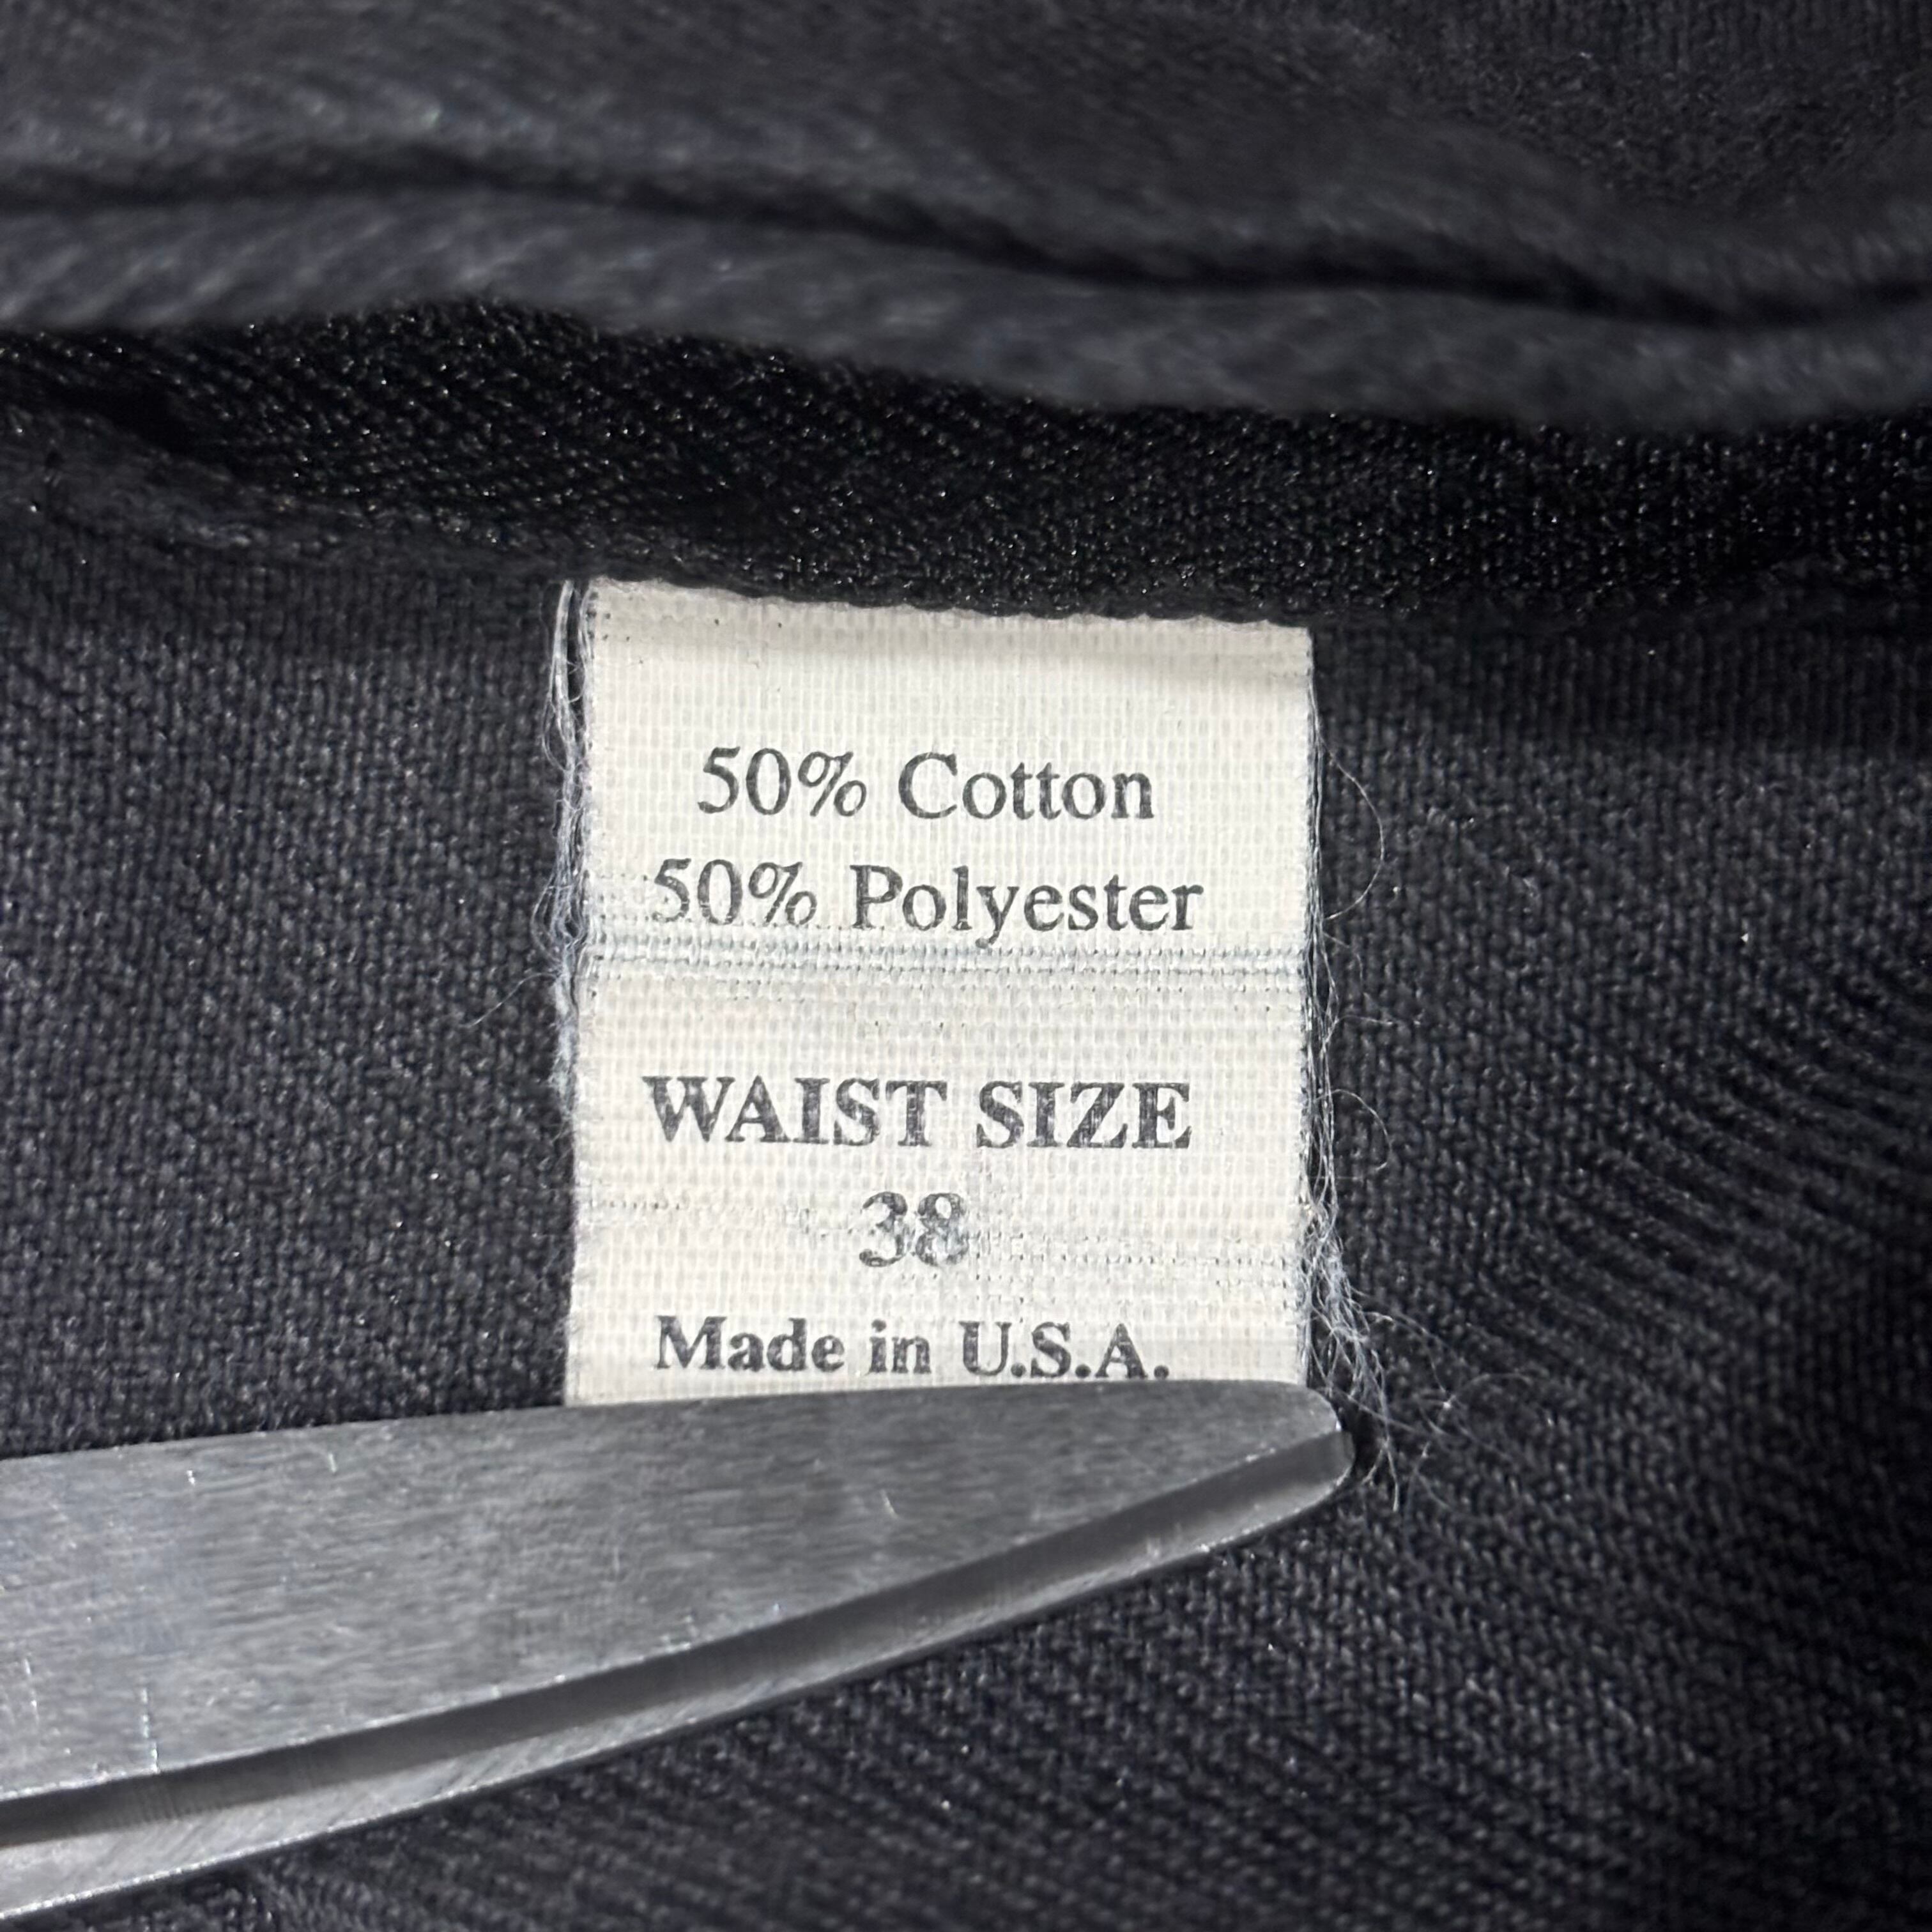 50% Cotton
50% Polyester
WAIST SIZE
38
Made in U.S.A.